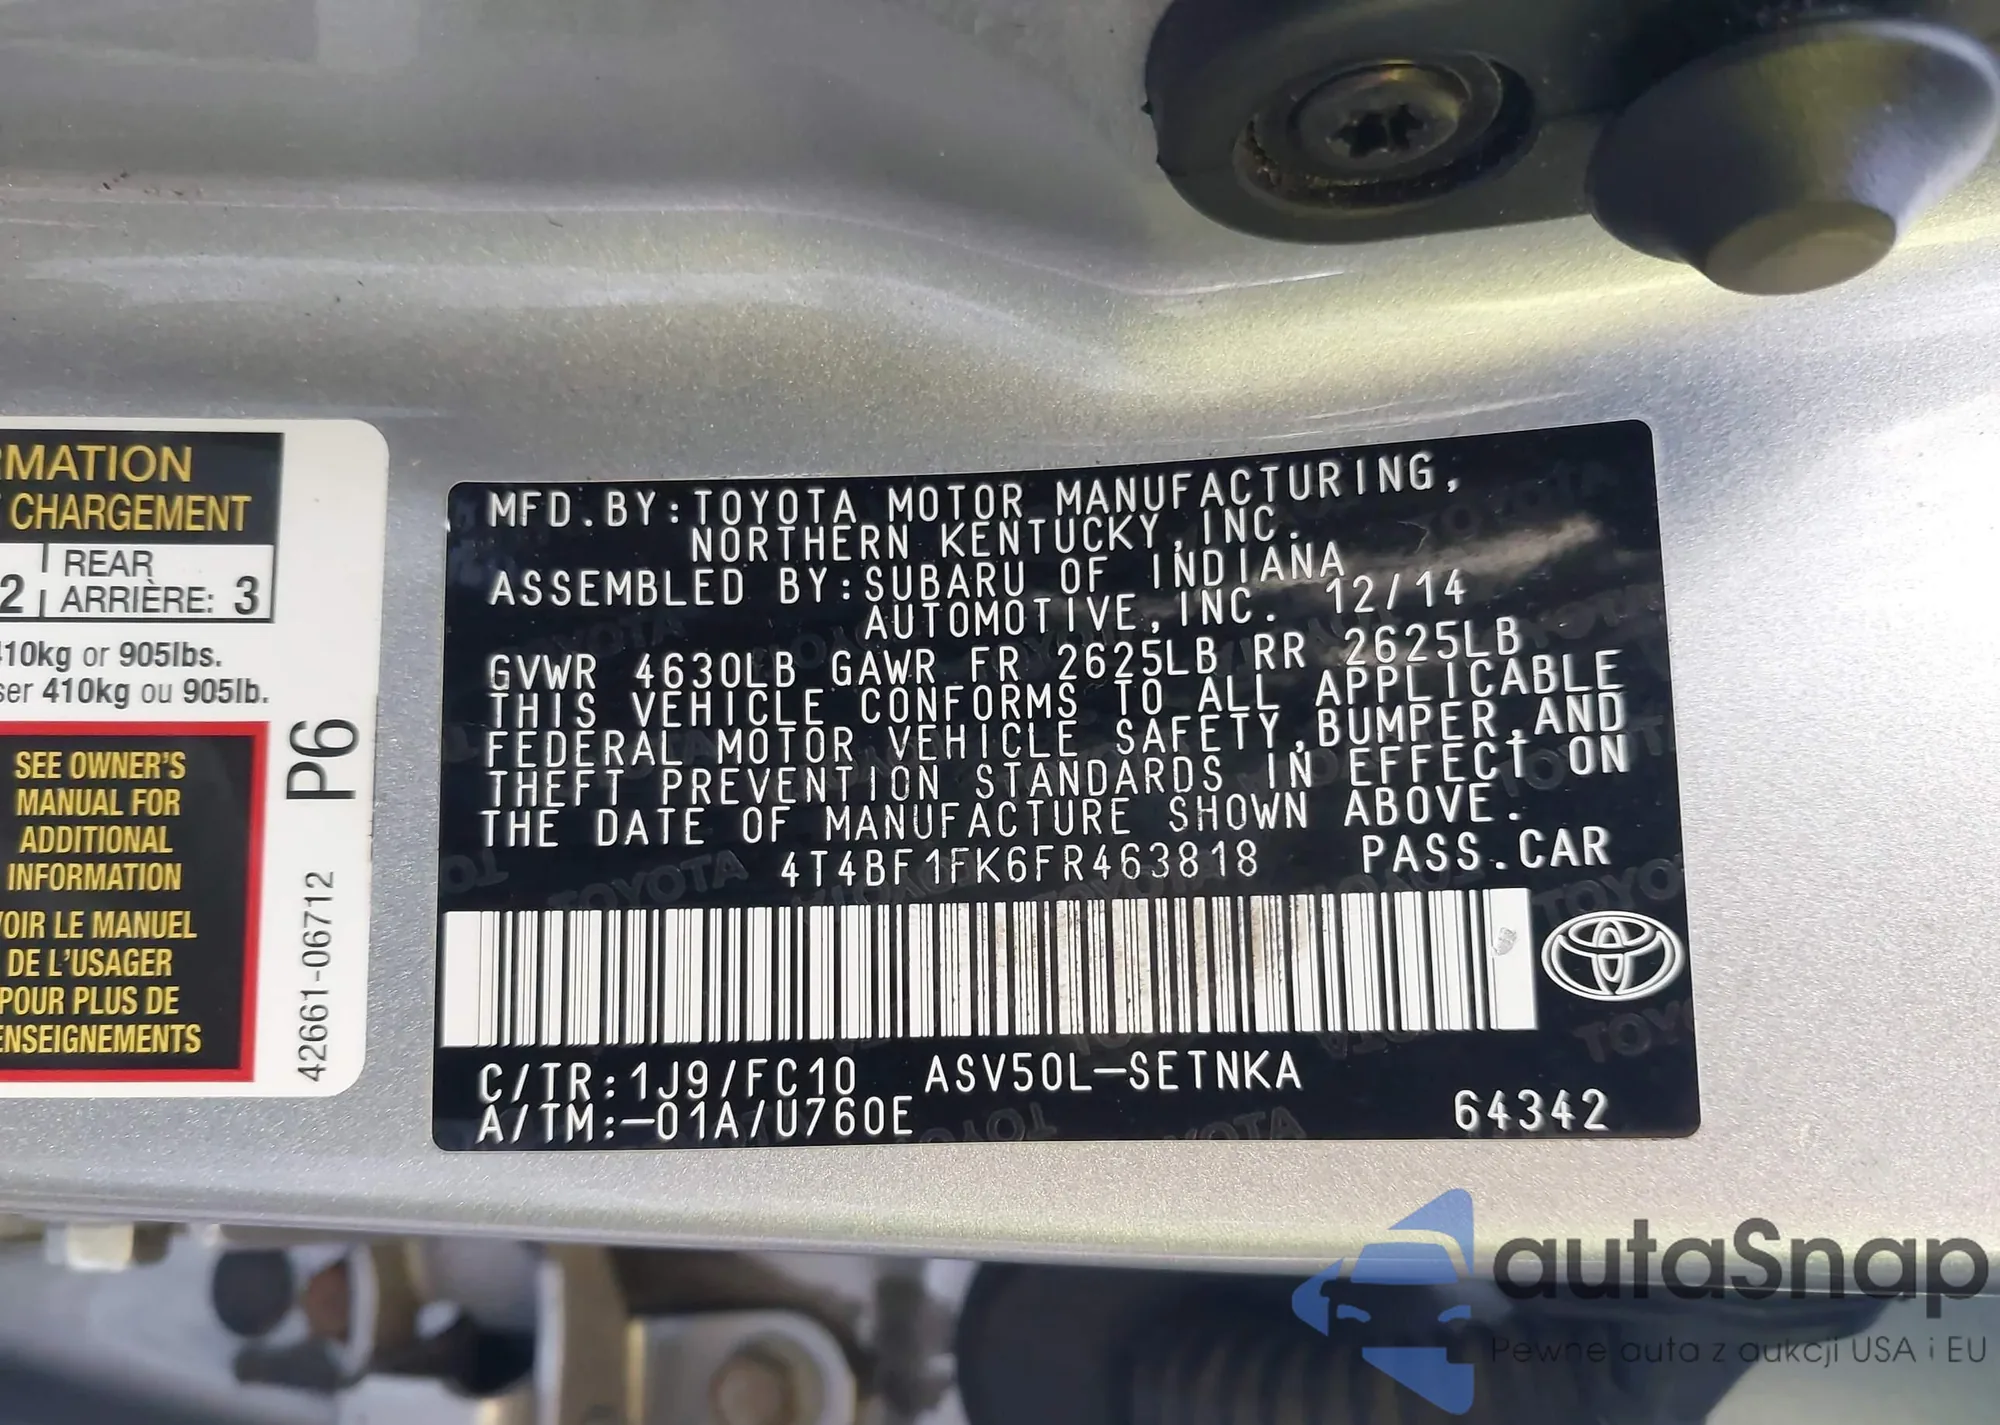 RMATION
CHARGEMENT
2 | REAR
ARRIÈRE: 3
410kg or 905lbs.
ser 410kg ou 905lb.
SEE OWNER'S
MANUAL FOR
ADDITIONAL
INFORMATION
VOIR LE MANUEL
DE L'USAGER
POUR PLUS DE
ENSEIGNEMENTS
P6
42661-06712
MFD.BY:TOYOTA MOTOR MANUFACTURING,
NORTHERN KENTUCKY,INC.
ASSEMBLED BY:SUBARU OF INDIANA
AUTOMOTIVE,INC. 12/14
GVWR 4630LB GAWR FR 2625LB RR 2625LB
THIS VEHICLE CONFORMS TO ALL APPLICABLE
FEDERAL MOTOR VEHICLE SAFETY,BUMPER,AND
THEFT PREVENTION STANDARDS IN EFFECT ON
THE DATE OF MANUFACTURE SHOWN ABOVE.
4T4BF1FK6FR463818 PASS.CAR
C/TR:1J9/FC10 ASV50L-SETNKA
A/TM:-01A/U760E 64342
autaSnap
Pewne auta z aukcji USA i EU